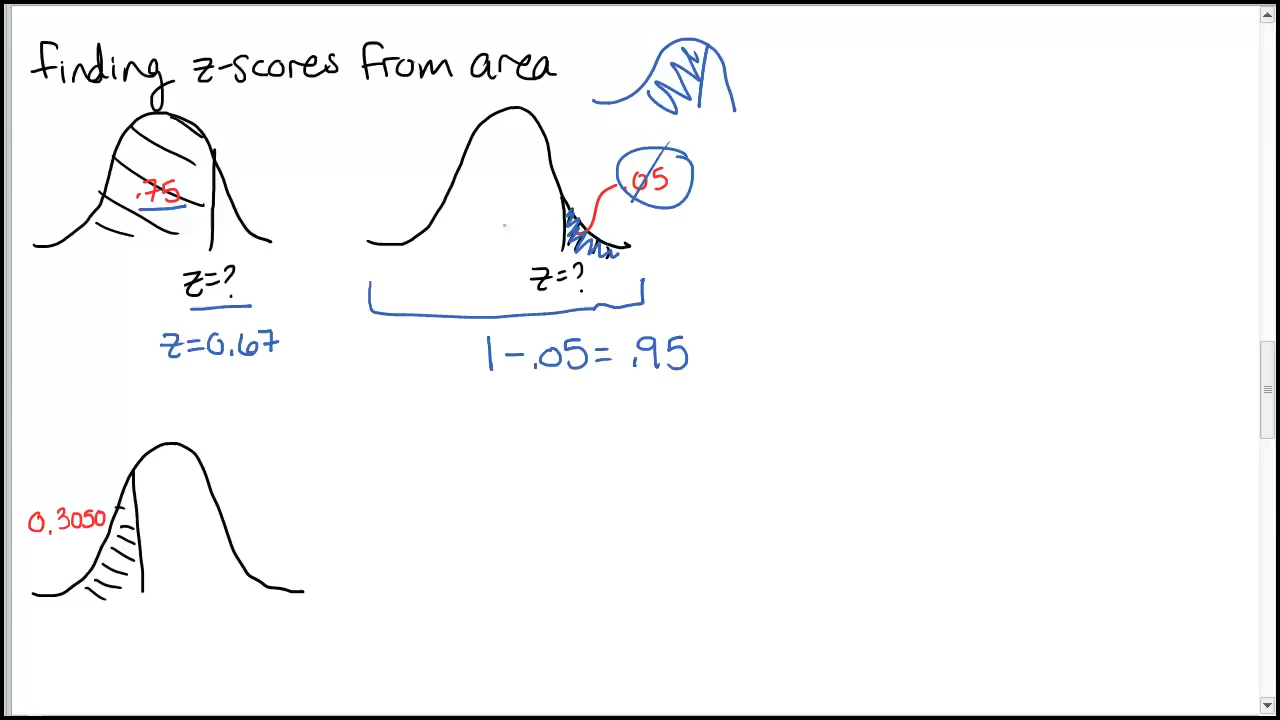 finding z-scores from area
.75
.05
z=?
z=?
z=0.67
1-.05=.95
0.3050